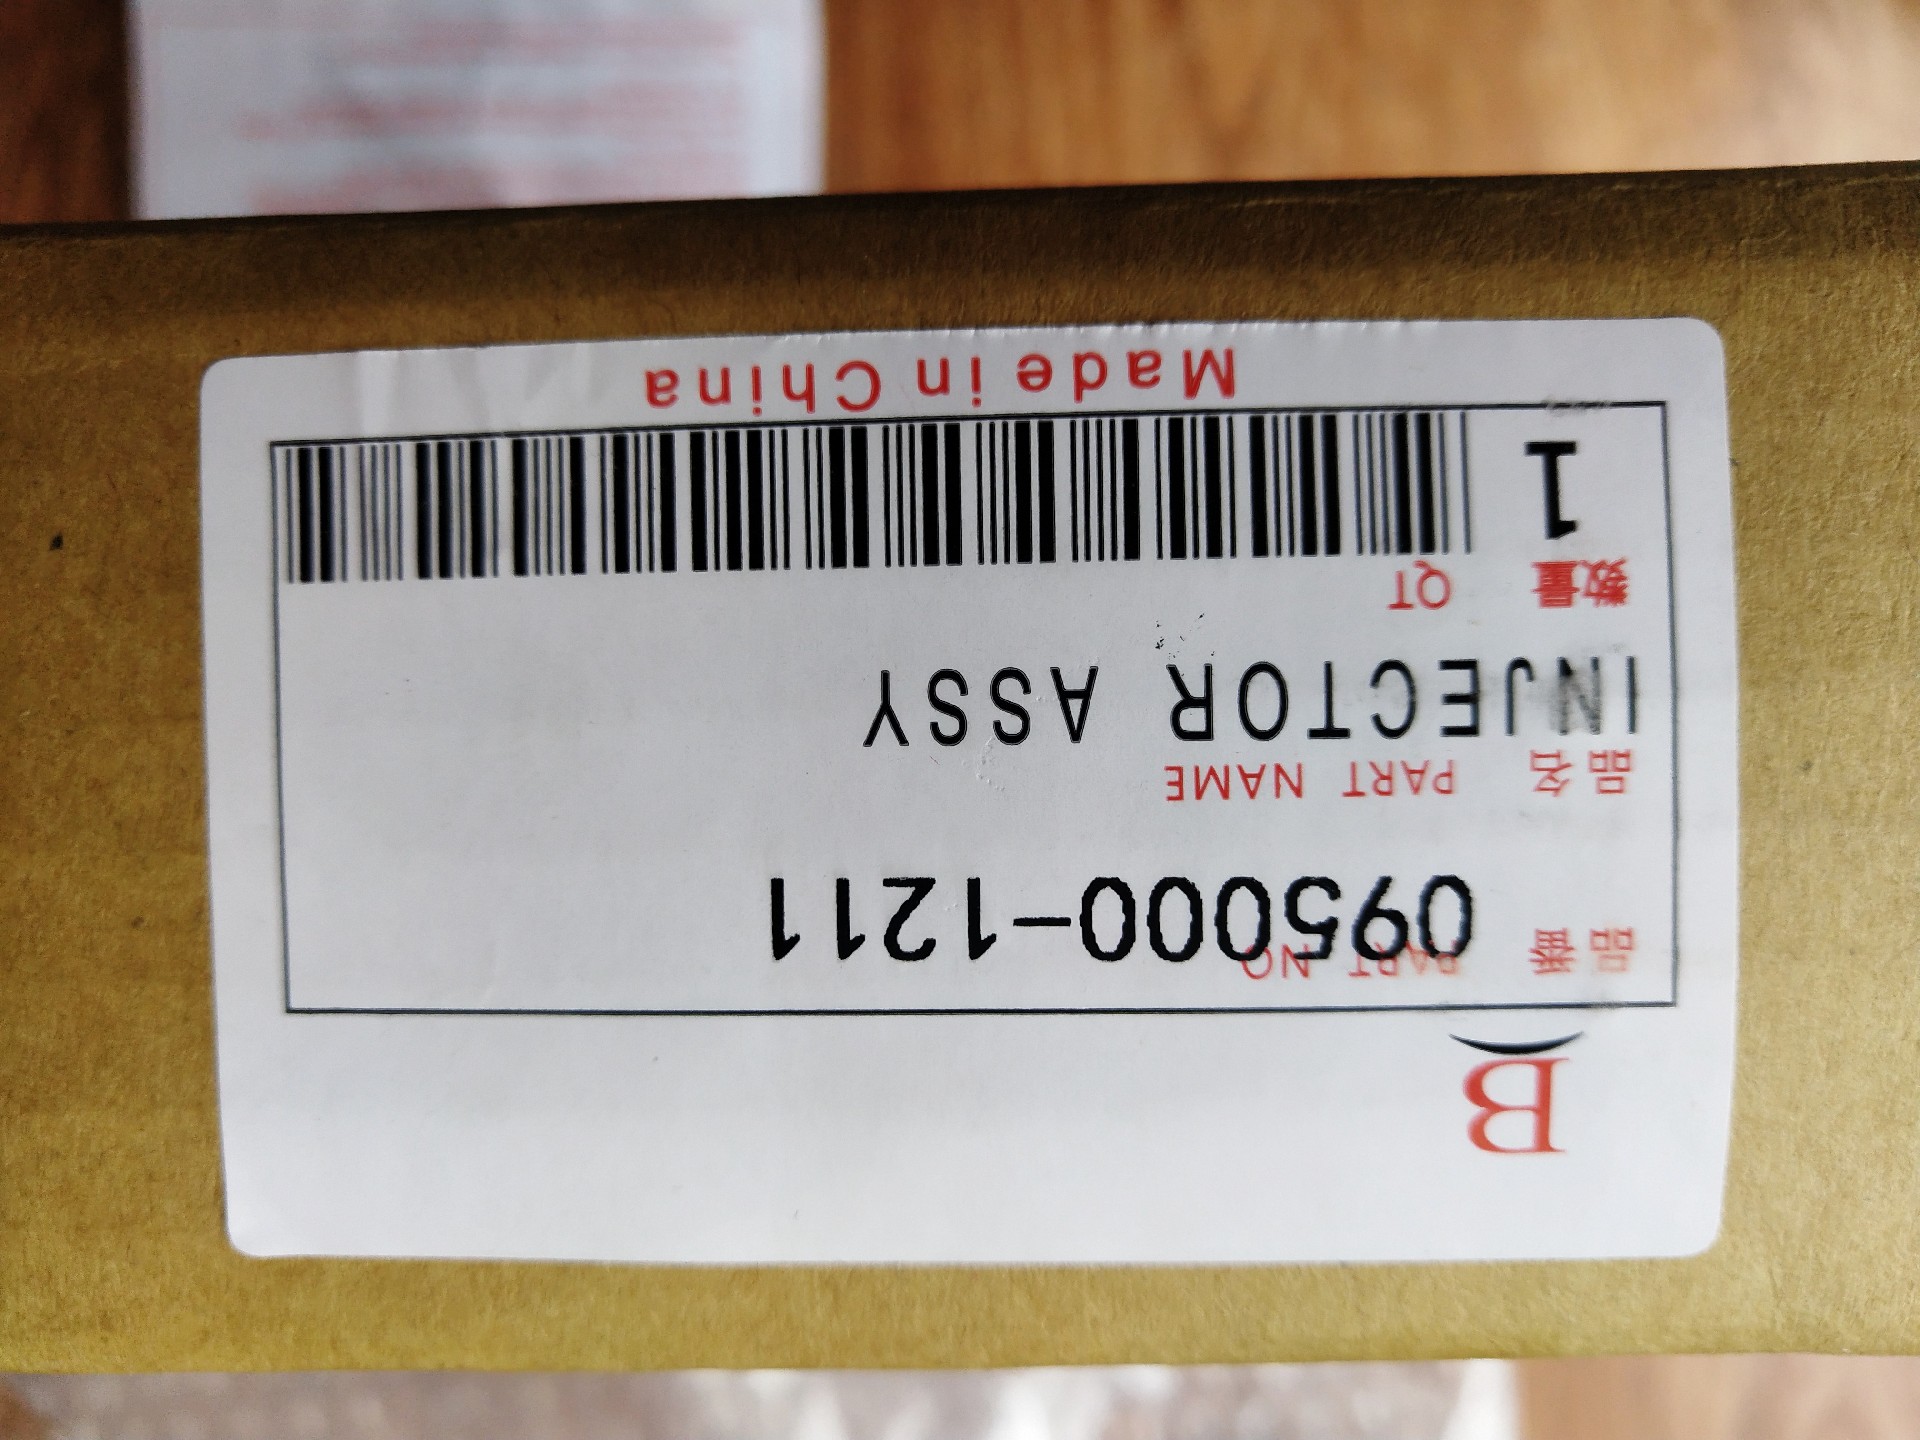 B
品番 PART NO
095000-1211
品名 PART NAME
INJECTOR ASSY
数量 QT
1
Made in China